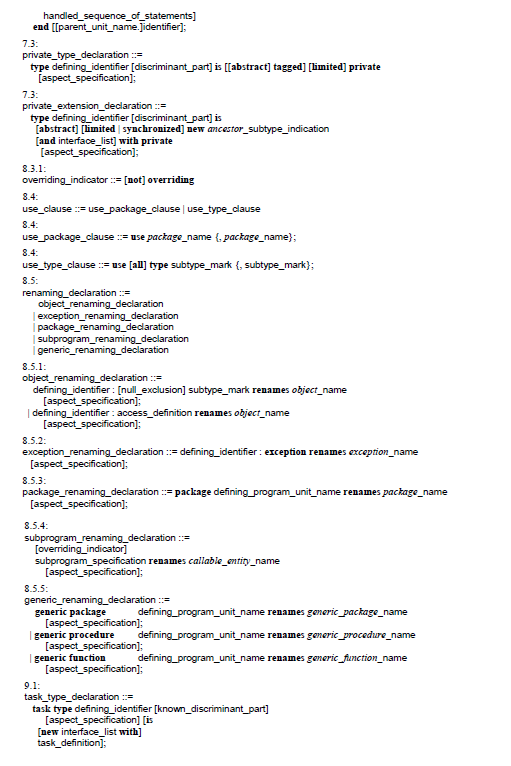 handled_sequence_of_statements]
end [[parent_unit_name.]identifier];
7.3:
private_type_declaration ::=
type defining_identifier [discriminant_part] is [[abstract] tagged] [limited] private
[aspect_specification];
7.3:
private_extension_declaration ::=
type defining_identifier [discriminant_part] is
[abstract] [limited | synchronized] new ancestor_subtype_indication
[and interface_list] with private
[aspect_specification];
8.3.1:
overriding_indicator ::= [not] overriding
8.4:
use_clause ::= use_package_clause | use_type_clause
8.4:
use_package_clause ::= use package_name {, package_name};
8.4:
use_type_clause ::= use [all] type subtype_mark {, subtype_mark};
8.5:
renaming_declaration ::=
object_renaming_declaration
| exception_renaming_declaration
| package_renaming_declaration
| subprogram_renaming_declaration
| generic_renaming_declaration
8.5.1:
object_renaming_declaration ::=
defining_identifier : [null_exclusion] subtype_mark renames object_name
[aspect_specification];
| defining_identifier : access_definition renames object_name
[aspect_specification];
8.5.2:
exception_renaming_declaration ::= defining_identifier : exception renames exception_name
[aspect_specification];
8.5.3:
package_renaming_declaration ::= package defining_program_unit_name renames package_name
[aspect_specification];
8.5.4:
subprogram_renaming_declaration ::=
[overriding_indicator]
subprogram_specification renames callable_entity_name
[aspect_specification];
8.5.5:
generic_renaming_declaration ::=
generic package defining_program_unit_name renames generic_package_name
[aspect_specification];
| generic procedure defining_program_unit_name renames generic_procedure_name
[aspect_specification];
| generic function defining_program_unit_name renames generic_function_name
[aspect_specification];
9.1:
task_type_declaration ::=
task type defining_identifier [known_discriminant_part]
[aspect_specification] [is
[new interface_list with]
task_definition];